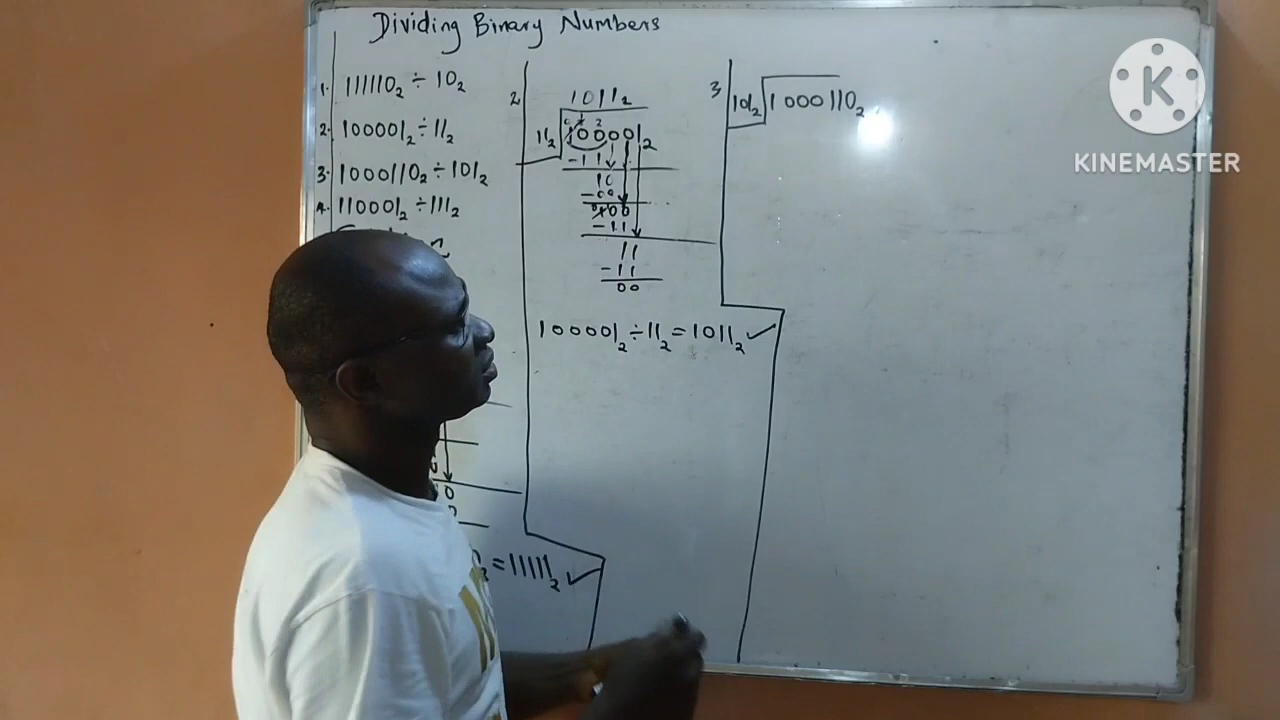 Dividing Binary Numbers
1. 111110₂ ÷ 10₂
2. 100001₂ ÷ 11₂
3. 1000110₂ ÷ 101₂
4. 110001₂ ÷ 111₂
= 11111₂ ✓
2.
1011₂
11₂ 100001₂
-11
10
-00
100
-11
11
-11
00
100001₂ ÷ 11₂ = 1011₂ ✓
3
101₂ 1000110₂
K
KINEMASTER